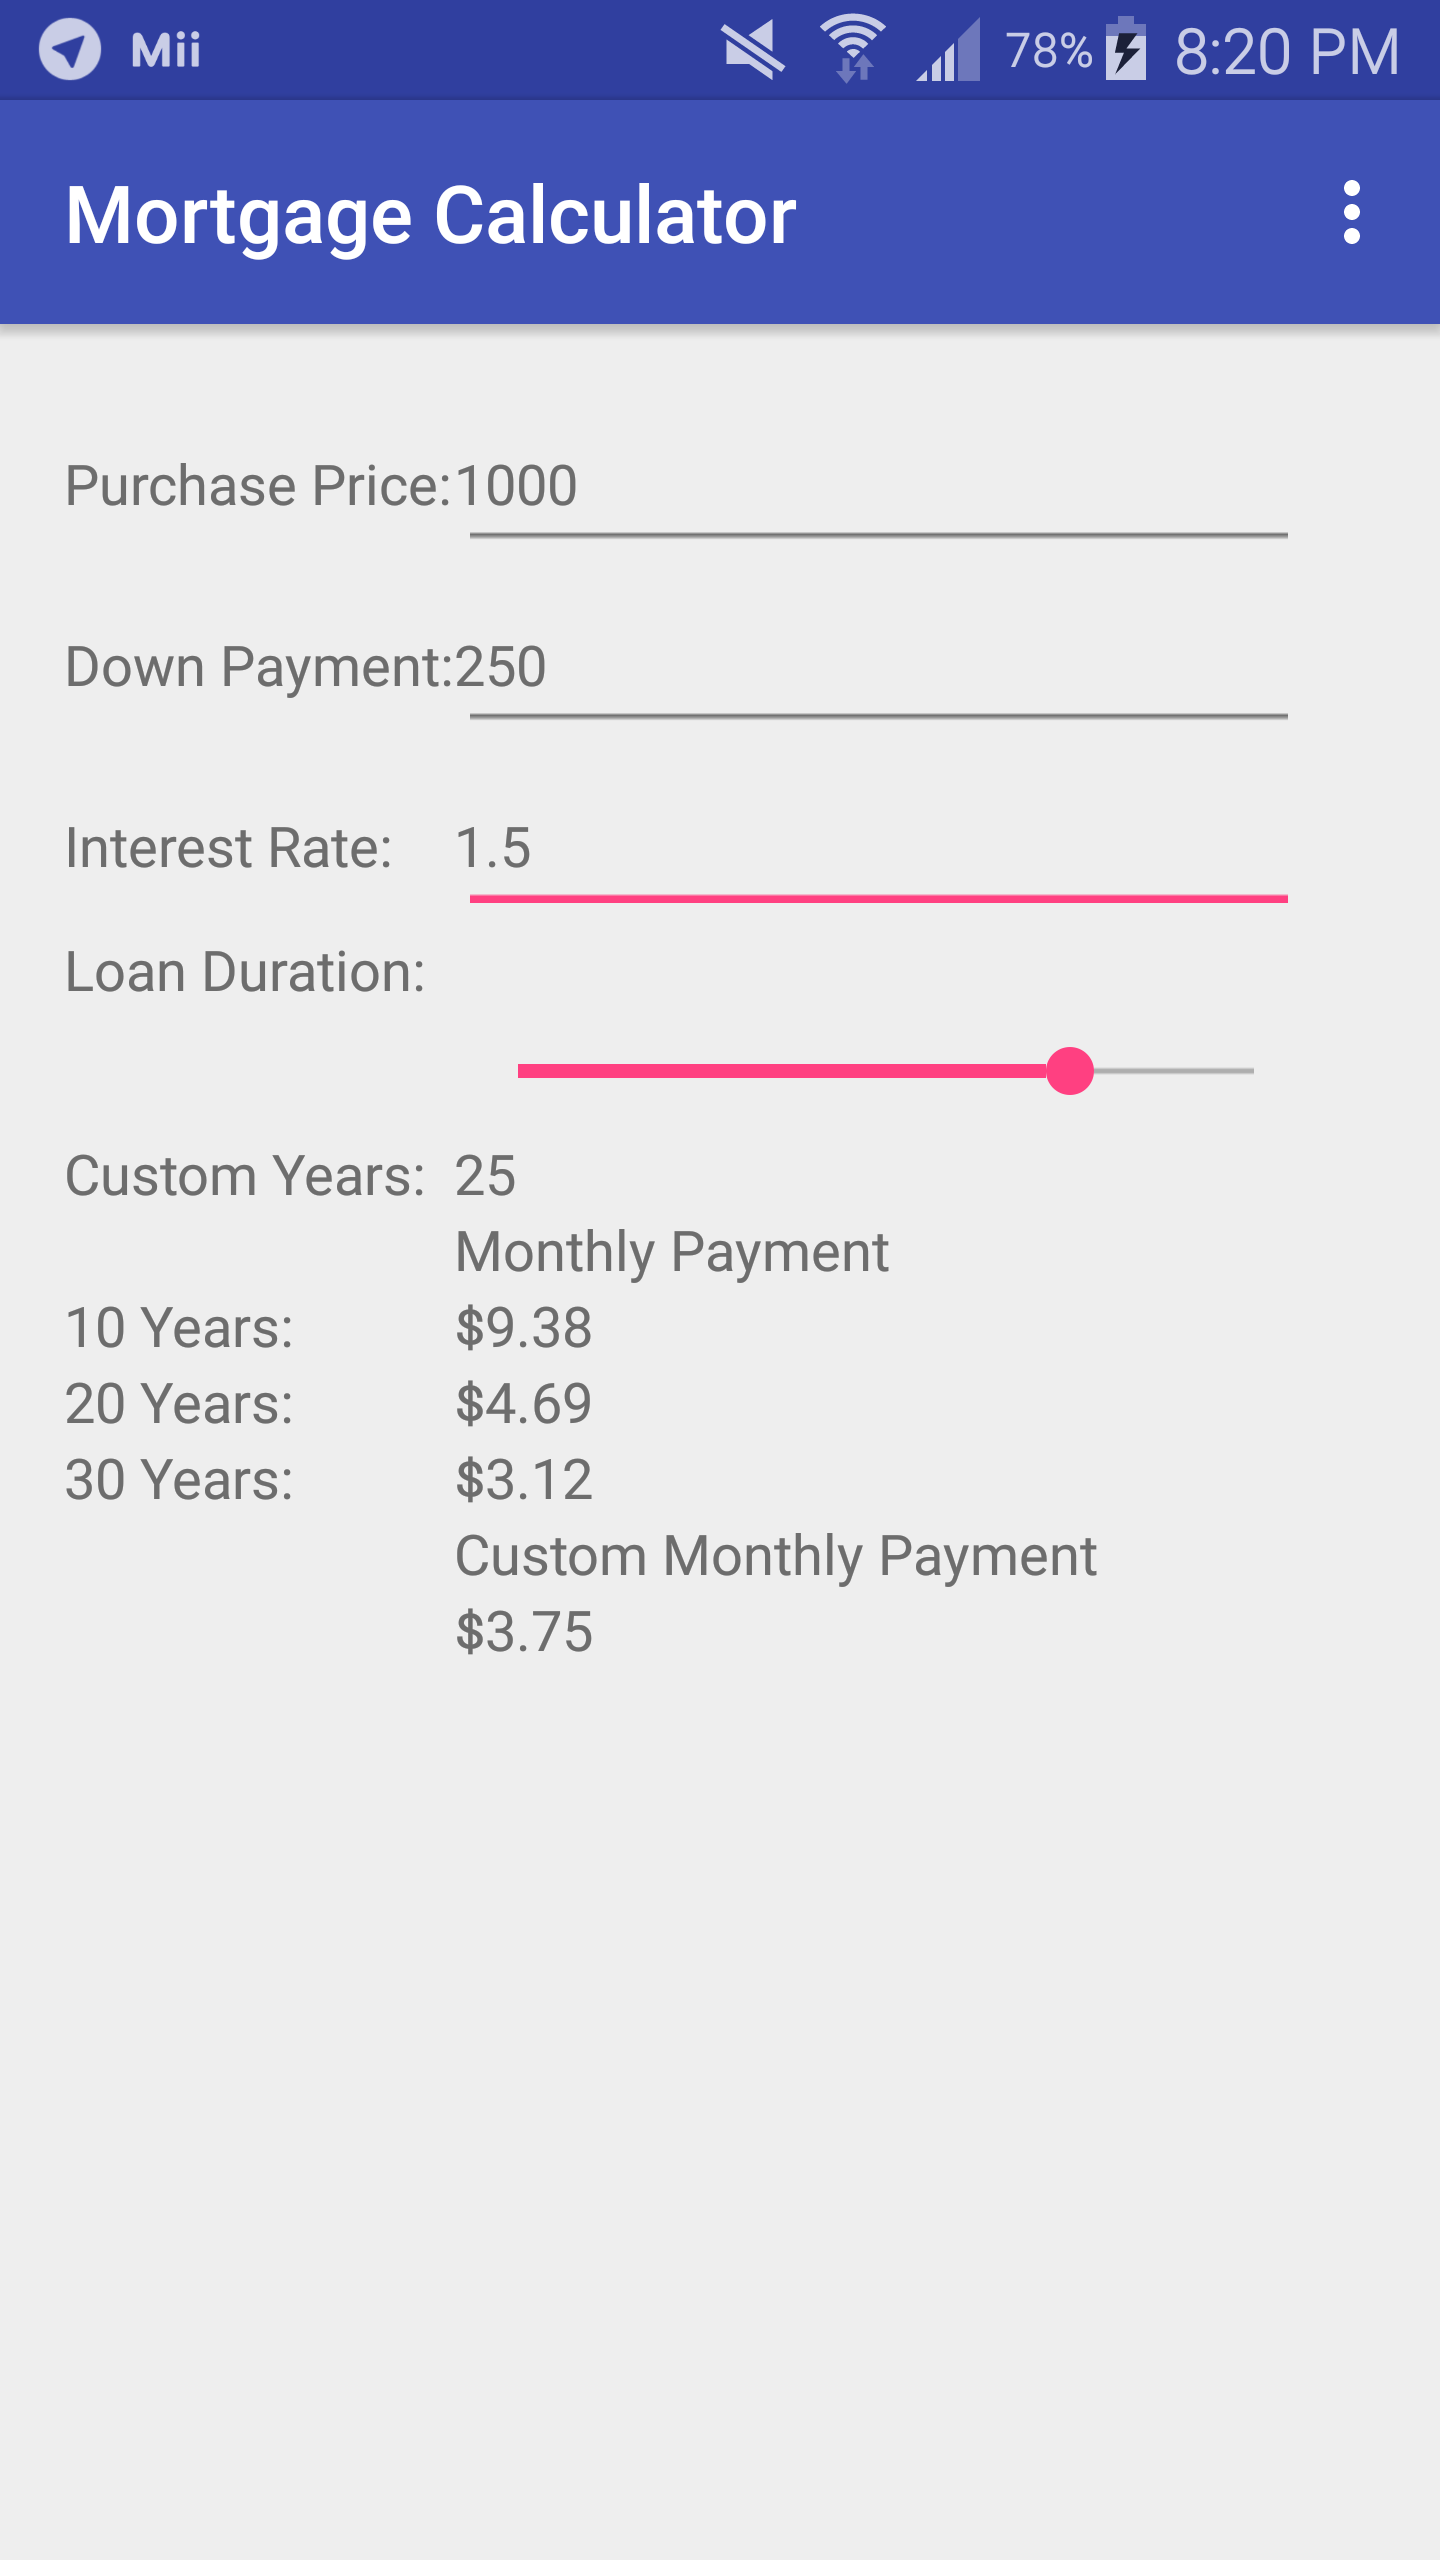 Mii 78% 8:20 PM
Mortgage Calculator
Purchase Price: 1000
Down Payment: 250
Interest Rate: 1.5
Loan Duration:
Custom Years: 25
Monthly Payment
10 Years: $9.38
20 Years: $4.69
30 Years: $3.12
Custom Monthly Payment
$3.75